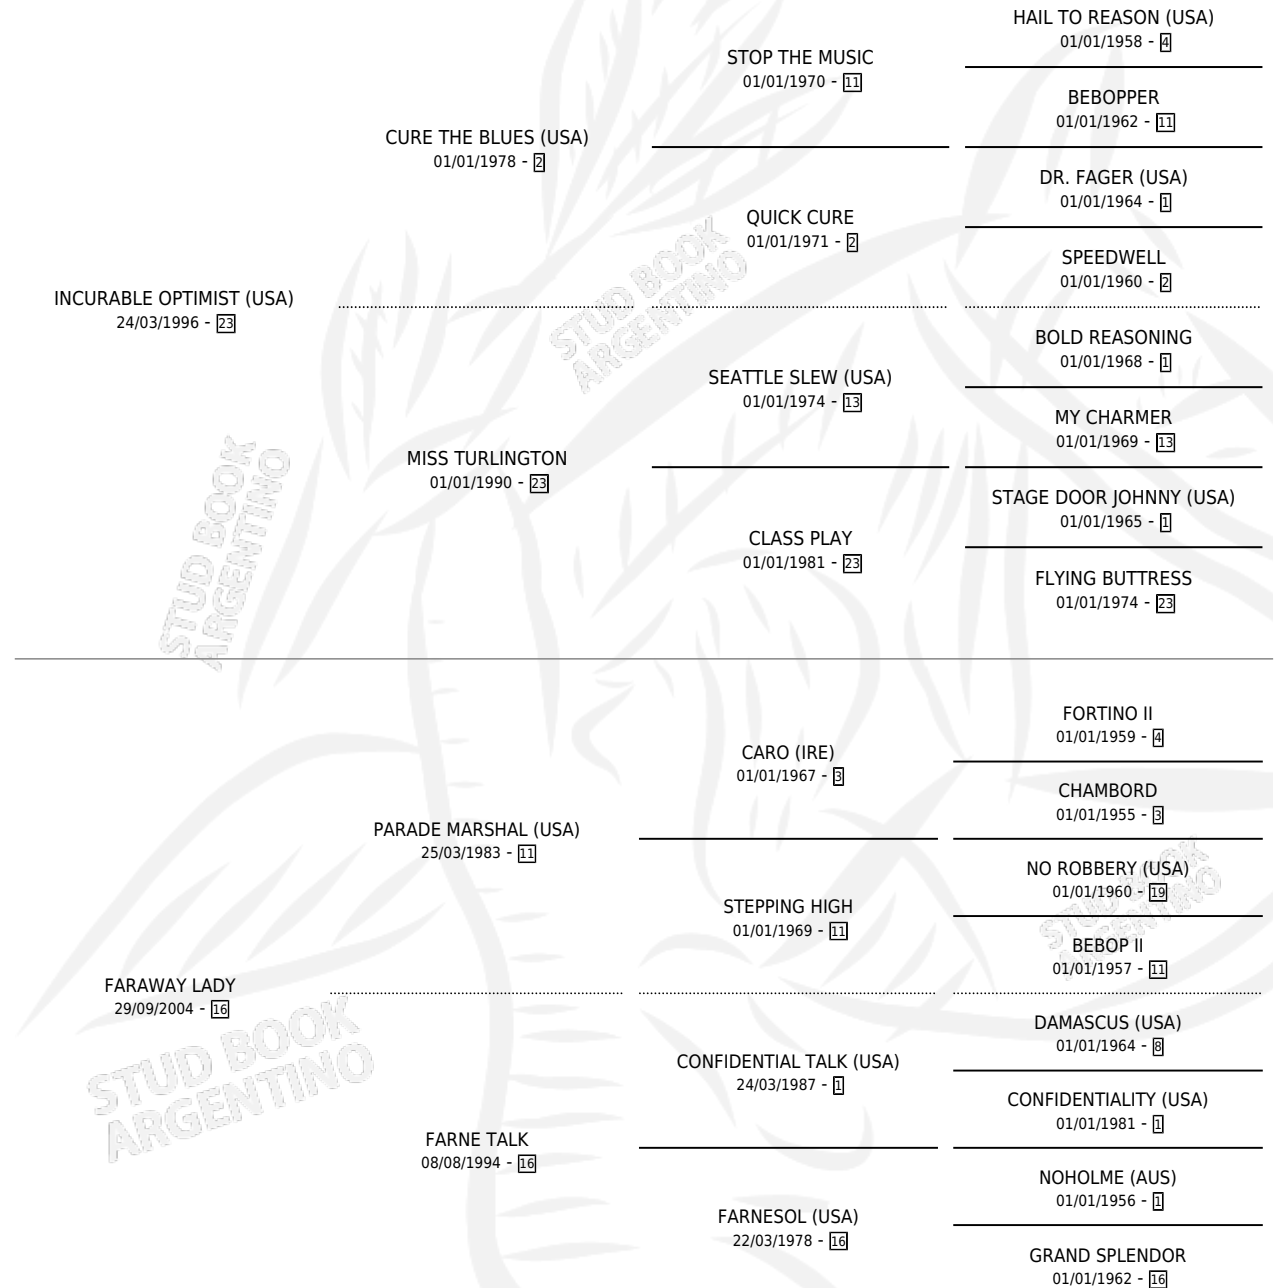 HAIL TO REASON (USA)
01/01/1958 - 4
STOP THE MUSIC
01/01/1970 - 11
BEBOPPER
01/01/1962 - 11
CURE THE BLUES (USA)
01/01/1978 - 2
DR. FAGER (USA)
01/01/1964 - 1
QUICK CURE
01/01/1971 - 2
SPEEDWELL
01/01/1960 - 2
INCURABLE OPTIMIST (USA)
24/03/1996 - 23
STUD BOOK
ARGENTINO
BOLD REASONING
01/01/1968 - 1
SEATTLE SLEW (USA)
01/01/1974 - 13
MY CHARMER
01/01/1969 - 13
MISS TURLINGTON
01/01/1990 - 23
STAGE DOOR JOHNNY (USA)
01/01/1965 - 1
CLASS PLAY
01/01/1981 - 23
FLYING BUTTRESS
01/01/1974 - 23
STUD BOOK
ARGENTINO
FORTINO II
01/01/1959 - 4
CARO (IRE)
01/01/1967 - 3
CHAMBORD
01/01/1955 - 3
PARADE MARSHAL (USA)
25/03/1983 - 11
NO ROBBERY (USA)
01/01/1960 - 19
STEPPING HIGH
01/01/1969 - 11
BEBOP II
01/01/1957 - 11
STUD BOOK
ARGENTINO
FARAWAY LADY
29/09/2004 - 16
DAMASCUS (USA)
01/01/1964 - 8
CONFIDENTIAL TALK (USA)
24/03/1987 - 1
CONFIDENTIALITY (USA)
01/01/1981 - 1
STUD BOOK
ARGENTINO
FARNE TALK
08/08/1994 - 16
NOHOLME (AUS)
01/01/1956 - 1
FARNESOL (USA)
22/03/1978 - 16
GRAND SPLENDOR
01/01/1962 - 16